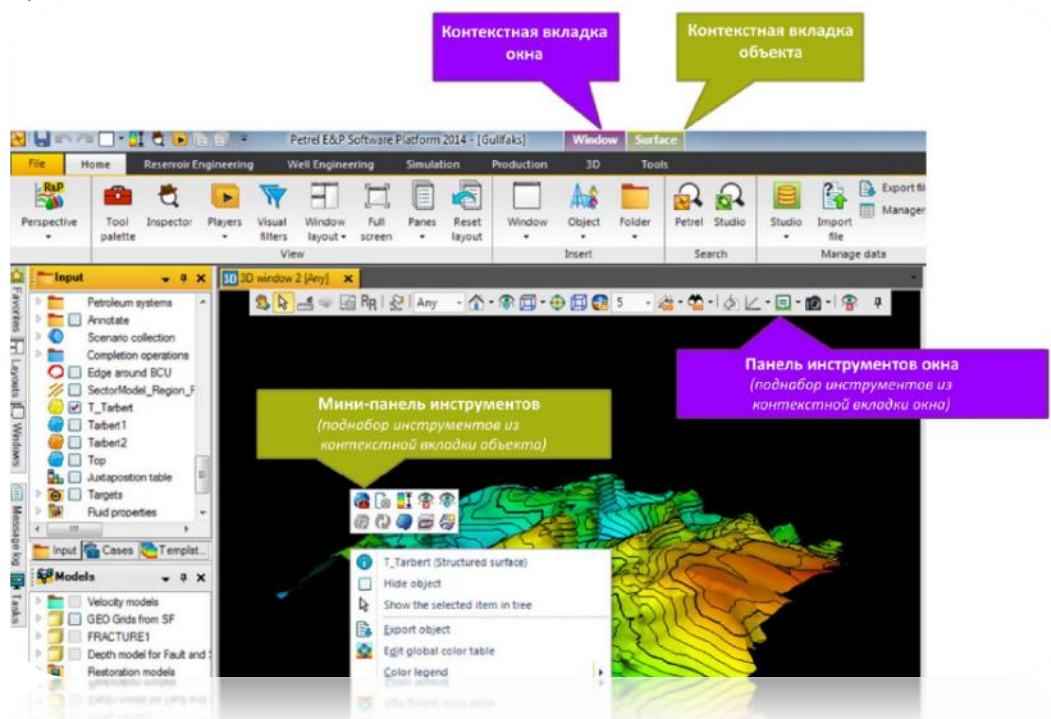 Контекстная вкладка
окна
Контекстная вкладка
объекта
Petrel E&P Software Platform 2014 - [Gullfaks]
Window
Surface
File
Home
Reservoir Engineering
Well Engineering
Simulation
Production
3D
Tools
R&P
Perspective
Tool
palette
Inspector
Players
Visual
filters
Window
layout
Full
screen
Panes
Reset
layout
Window
Object
Folder
Petrel
Studio
Studio
Import
file
Export
Manager
View
Insert
Search
Manage data
Favorites
Layouts
Windows
Message log
Tasks
Input
Petroleum systems
Annotate
Scenario collection
Completion operations
Edge around BCU
SectorModel_Region_F
T_Tarbert
Tarbert1
Tarbert2
Top
Juxtaposition table
Targets
Fluid properties
Input
Cases
Templat..
Models
Velocity models
GEO Grids from SF
FRACTURE1
Depth model for Fault and
Restoration models
3D
3D window 2 [Any]
Any
5
Панель инструментов окна
(поднабор инструментов из
контекстной вкладки окна)
Мини-панель инструментов
(поднабор инструментов из
контекстной вкладки объекта)
T_Tarbert (Structured surface)
Hide object
Show the selected item in tree
Export object
Edit global color table
Color legend